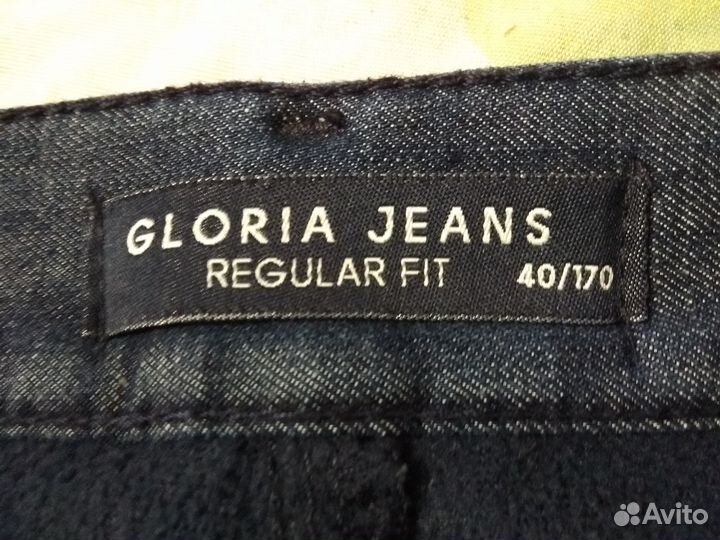 GLORIA JEANS
REGULAR FIT 40/170
Avito